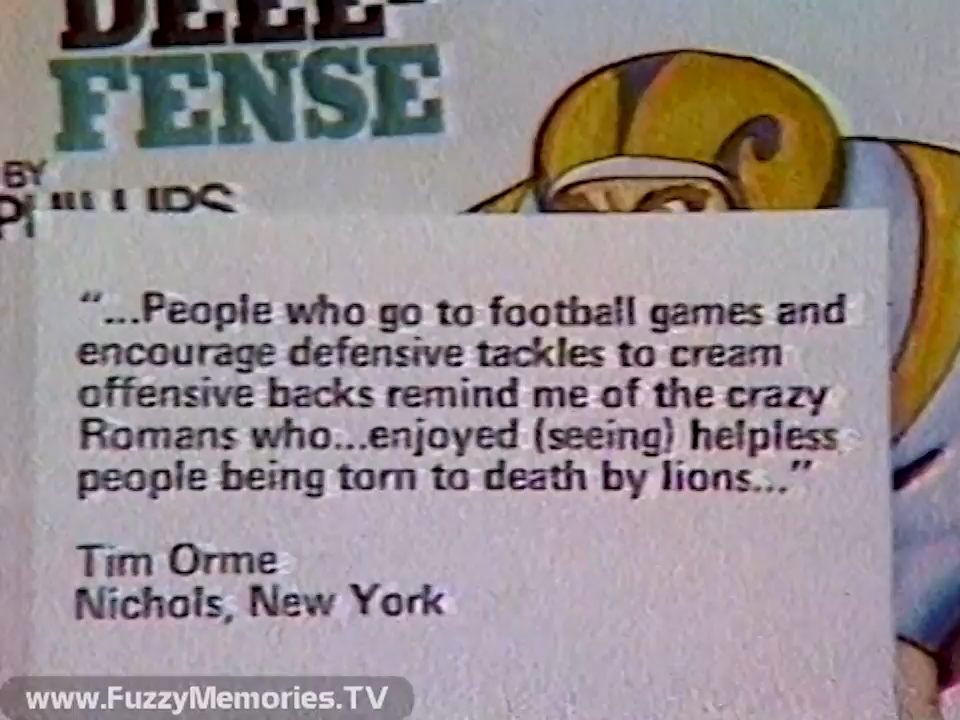 DEEE-
FENSE
BY
PHILLIPS
“...People who go to football games and
encourage defensive tackles to cream
offensive backs remind me of the crazy
Romans who...enjoyed (seeing) helpless
people being torn to death by lions...”
Tim Orme
Nichols, New York
www.FuzzyMemories.TV